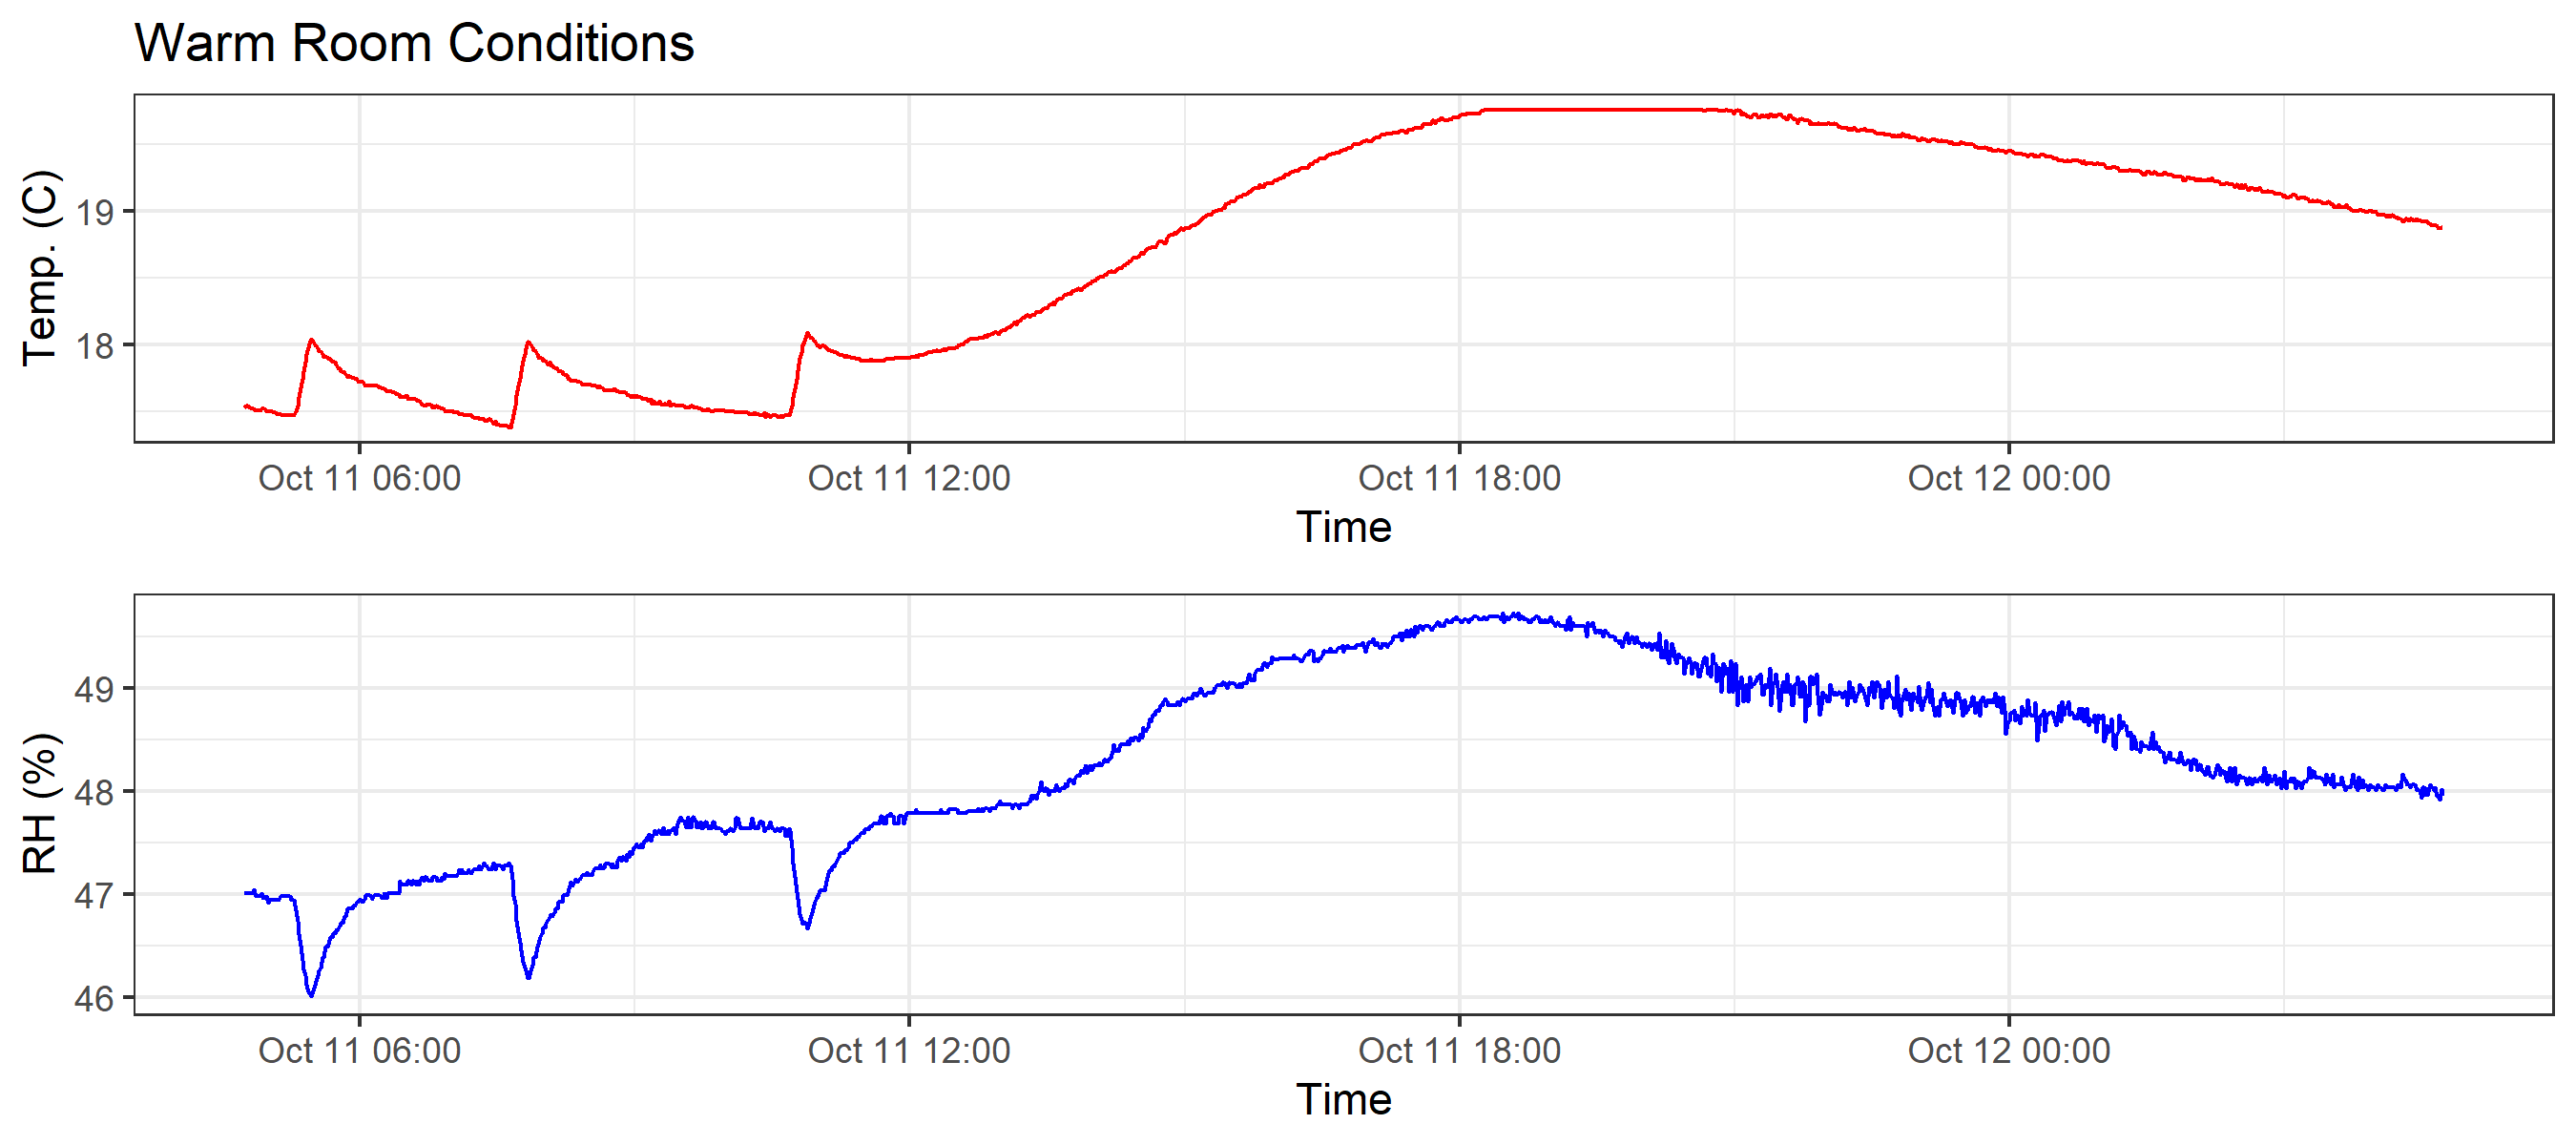 Warm Room Conditions
Temp. (C)
19
18
Oct 11 06:00 Oct 11 12:00 Oct 11 18:00 Oct 12 00:00
Time
RH (%)
49
48
47
46
Oct 11 06:00 Oct 11 12:00 Oct 11 18:00 Oct 12 00:00
Time